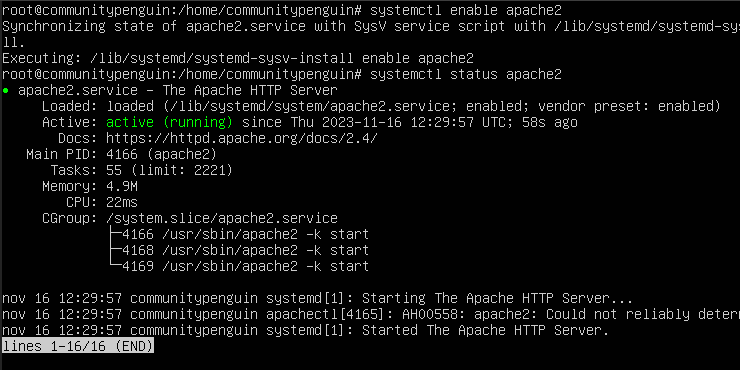 root@communitypenguin:/home/communitypenguin# systemctl enable apache2
Synchronizing state of apache2.service with SysV service script with /lib/systemd/systemd-sy
ll.
Executing: /lib/systemd/systemd-sysv-install enable apache2
root@communitypenguin:/home/communitypenguin# systemctl status apache2
● apache2.service - The Apache HTTP Server
Loaded: loaded (/lib/systemd/system/apache2.service; enabled; vendor preset: enabled)
Active: active (running) since Thu 2023-11-16 12:29:57 UTC; 58s ago
Docs: https://httpd.apache.org/docs/2.4/
Main PID: 4166 (apache2)
Tasks: 55 (limit: 2221)
Memory: 4.9M
CPU: 22ms
CGroup: /system.slice/apache2.service
├─4166 /usr/sbin/apache2 -k start
├─4168 /usr/sbin/apache2 -k start
└─4169 /usr/sbin/apache2 -k start
nov 16 12:29:57 communitypenguin systemd[1]: Starting The Apache HTTP Server...
nov 16 12:29:57 communitypenguin apachectl[4165]: AH00558: apache2: Could not reliably deter
nov 16 12:29:57 communitypenguin systemd[1]: Started The Apache HTTP Server.
lines 1-16/16 (END)